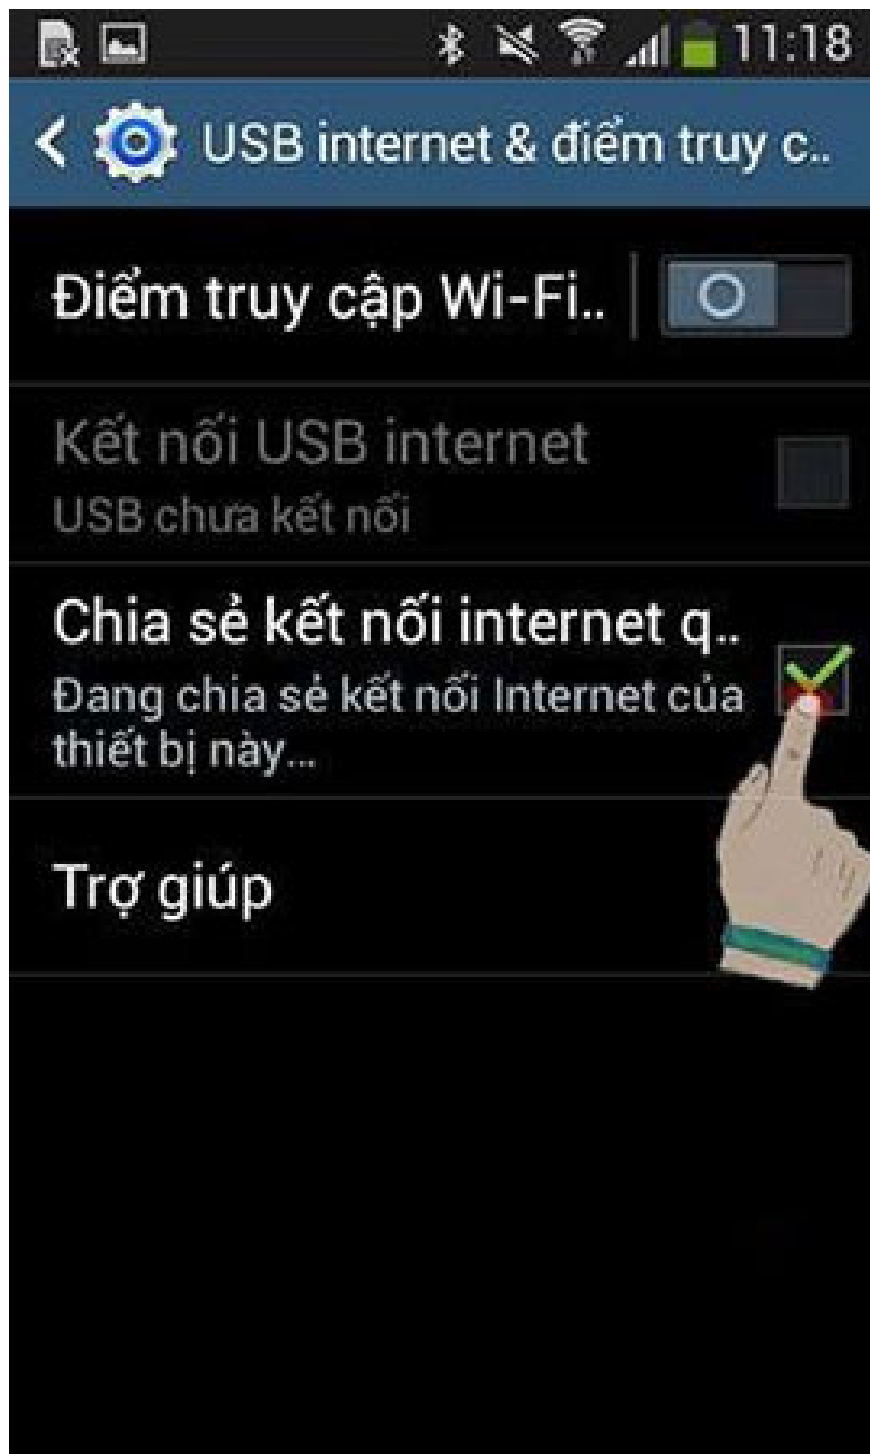 11:18
USB internet & điểm truy c..
Điểm truy cập Wi-Fi..
Kết nối USB internet
USB chưa kết nối
Chia sẻ kết nối internet q..
Đang chia sẻ kết nối Internet của
thiết bị này...
Trợ giúp